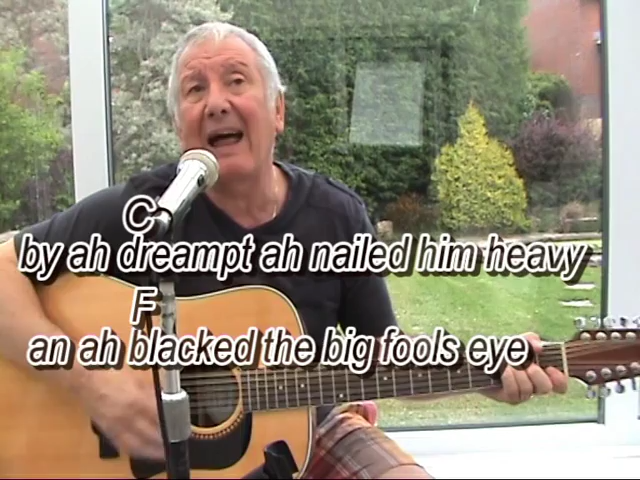 C
by ah dreampt ah nailed him heavy
F
an ah blacked the big fools eye